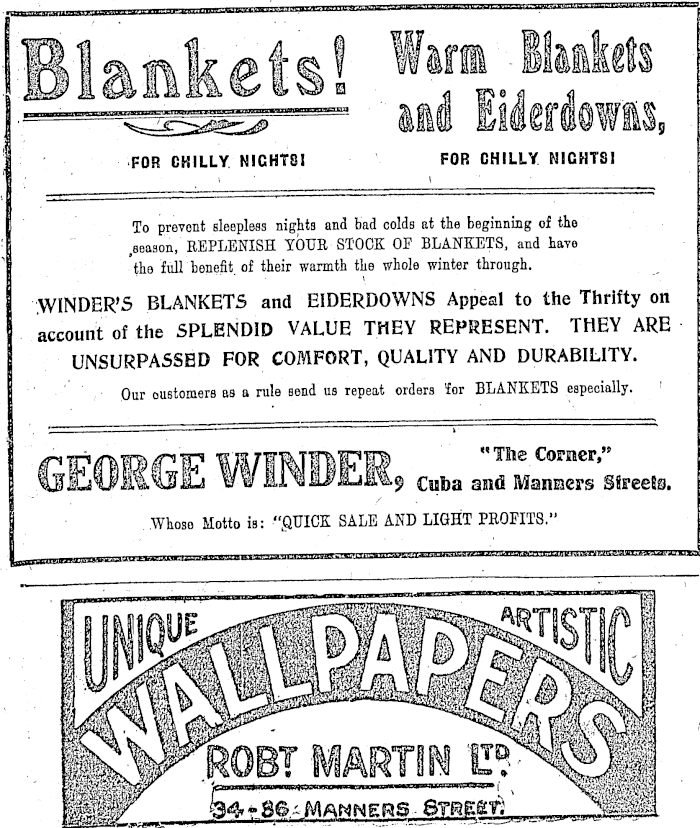 Blankets!
FOR CHILLY NIGHTS!
Warm Blankets
and Eiderdowns,
FOR CHILLY NIGHTS!
To prevent sleepless nights and bad colds at the beginning of the
season, REPLENISH YOUR STOCK OF BLANKETS, and have
the full benefit of their warmth the whole winter through.
WINDER'S BLANKETS and EIDERDOWNS Appeal to the Thrifty on
account of the SPLENDID VALUE THEY REPRESENT. THEY ARE
UNSURPASSED FOR COMFORT, QUALITY AND DURABILITY.
Our customers as a rule send us repeat orders for BLANKETS especially.
GEORGE WINDER,
"The Corner,"
Cuba and Manners Streets.
Whose Motto is: "QUICK SALE AND LIGHT PROFITS."
UNIQUE ARTISTIC
WALLPAPERS
ROBT MARTIN LTD.
34-36 MANNERS STREET.